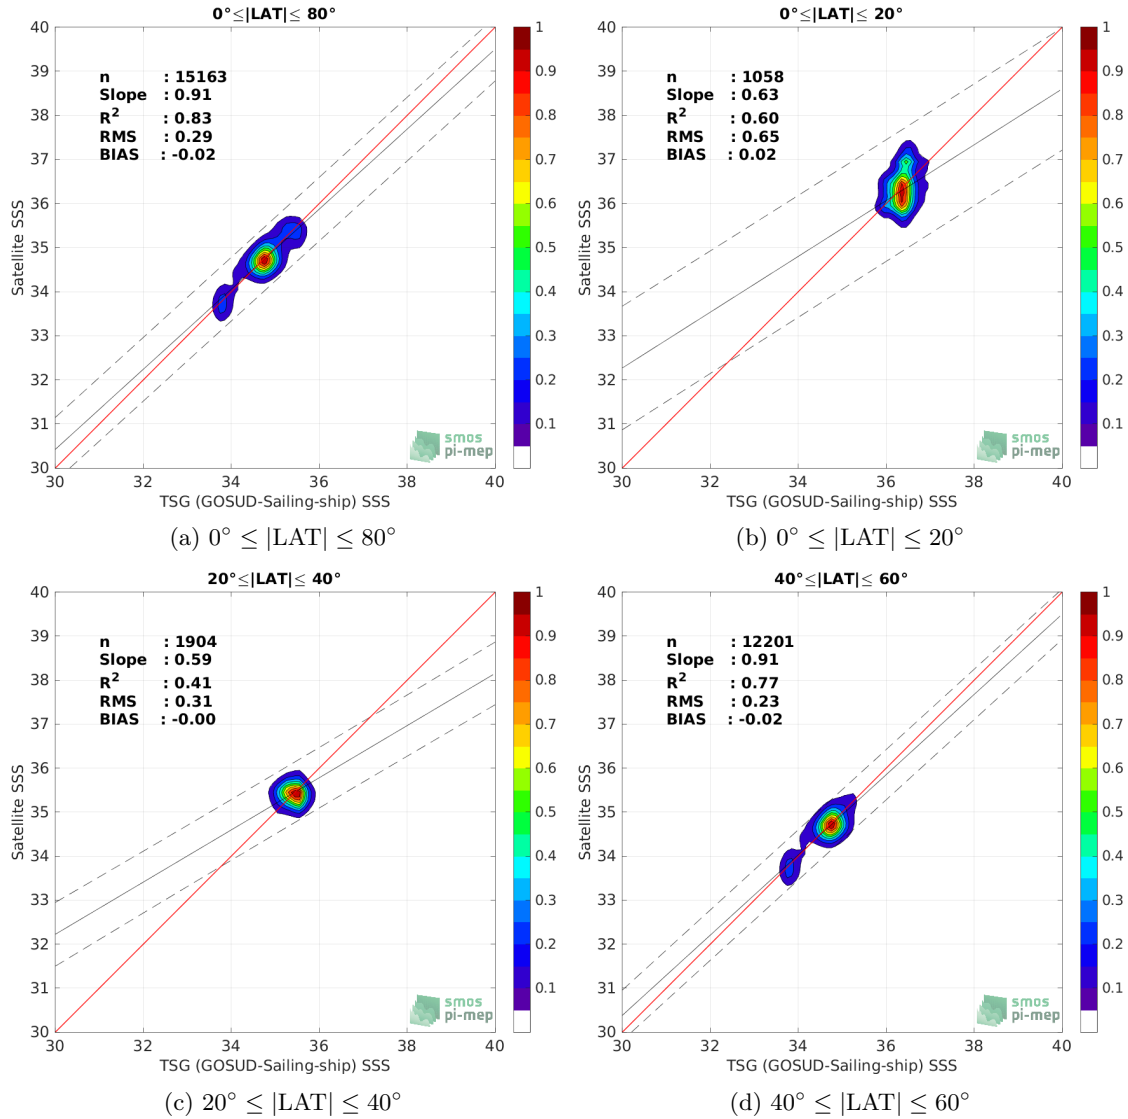 0°≤|LAT|≤ 80°
40
39
38
37
36
35
34
33
32
31
30
30
32
34
36
38
40
Satellite SSS
TSG (GOSUD-Sailing-ship) SSS
n : 15163
Slope : 0.91
R² : 0.83
RMS : 0.29
BIAS : -0.02
smos
pi-mep
1
0.9
0.8
0.7
0.6
0.5
0.4
0.3
0.2
0.1
(a) 0° ≤ |LAT| ≤ 80°
0°≤|LAT|≤ 20°
40
39
38
37
36
35
34
33
32
31
30
30
32
34
36
38
40
Satellite SSS
TSG (GOSUD-Sailing-ship) SSS
n : 1058
Slope : 0.63
R² : 0.60
RMS : 0.65
BIAS : 0.02
smos
pi-mep
1
0.9
0.8
0.7
0.6
0.5
0.4
0.3
0.2
0.1
(b) 0° ≤ |LAT| ≤ 20°
20°≤|LAT|≤ 40°
40
39
38
37
36
35
34
33
32
31
30
30
32
34
36
38
40
Satellite SSS
TSG (GOSUD-Sailing-ship) SSS
n : 1904
Slope : 0.59
R² : 0.41
RMS : 0.31
BIAS : -0.00
smos
pi-mep
1
0.9
0.8
0.7
0.6
0.5
0.4
0.3
0.2
0.1
(c) 20° ≤ |LAT| ≤ 40°
40°≤|LAT|≤ 60°
40
39
38
37
36
35
34
33
32
31
30
30
32
34
36
38
40
Satellite SSS
TSG (GOSUD-Sailing-ship) SSS
n : 12201
Slope : 0.91
R² : 0.77
RMS : 0.23
BIAS : -0.02
smos
pi-mep
1
0.9
0.8
0.7
0.6
0.5
0.4
0.3
0.2
0.1
(d) 40° ≤ |LAT| ≤ 60°